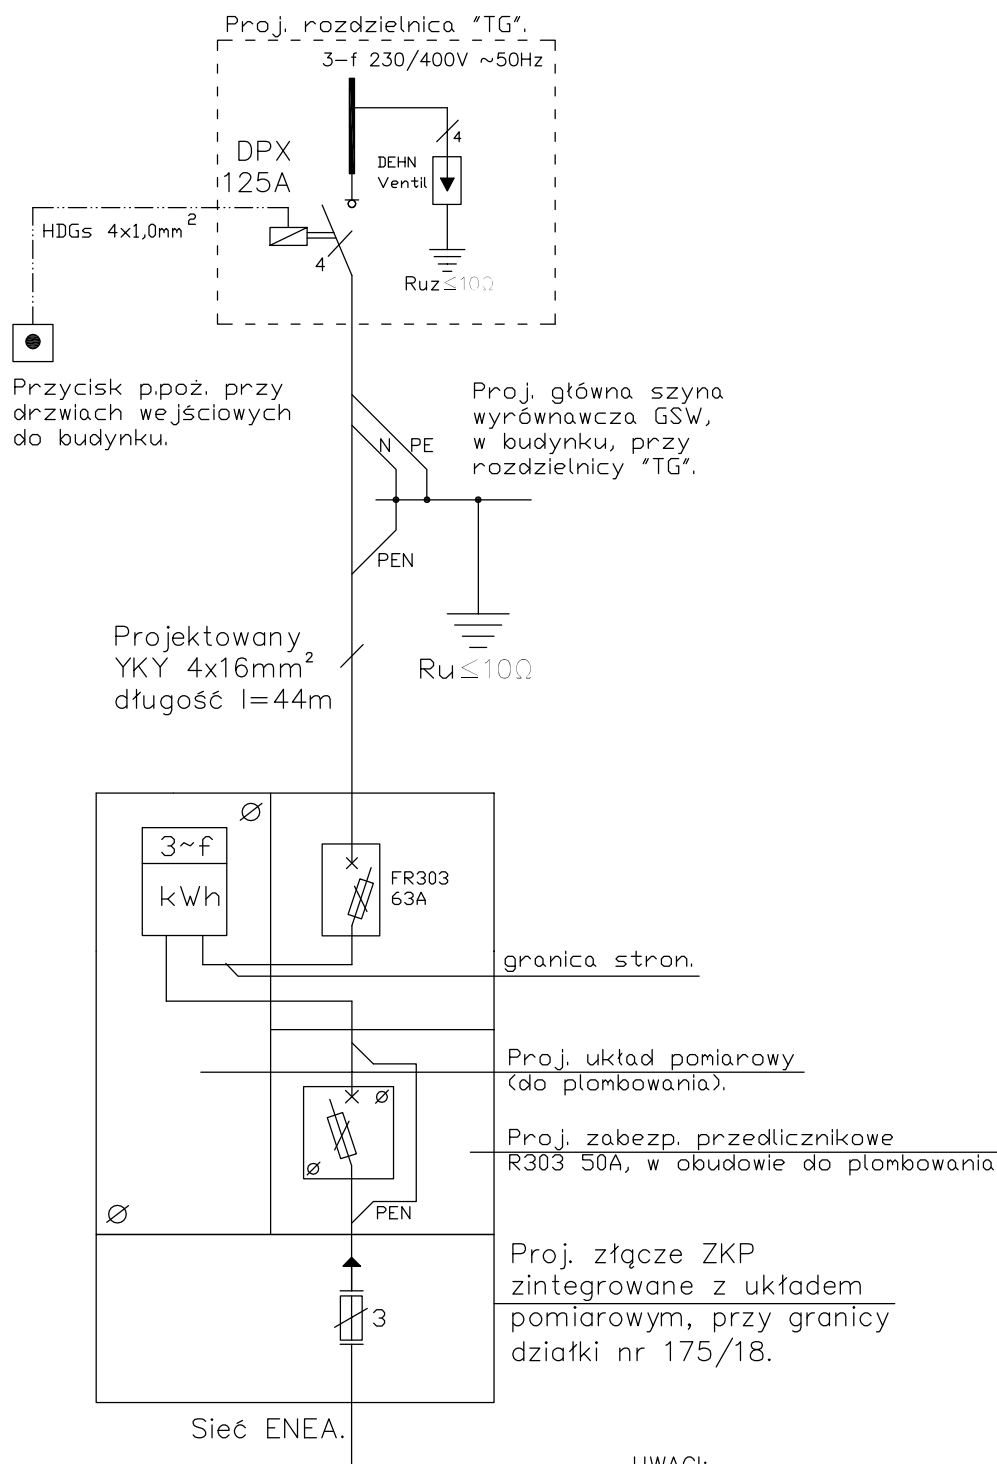 Proj. rozdzielnica "TG".
3-f 230/400V ~50Hz
4
DPX
125A
DEHN
Ventil
HDGs 4x1,0mm²
4
Ruz≤10Ω
Przycisk p.poż. przy
drzwiach wejściowych
do budynku.
Proj. główna szyna
wyrównawcza GSW,
w budynku, przy
rozdzielnicy "TG".
N PE
PEN
Projektowany
YKY 4x16mm²
długość l=44m
Ru≤10Ω
3~f
kWh
FR303
63A
granica stron.
Proj. układ pomiarowy
(do plombowania).
Proj. zabezp. przedlicznikowe
R303 50A, w obudowie do plombowania
PEN
Proj. złącze ZKP
zintegrowane z układem
pomiarowym, przy granicy
działki nr 175/18.
3
Sieć ENEA.